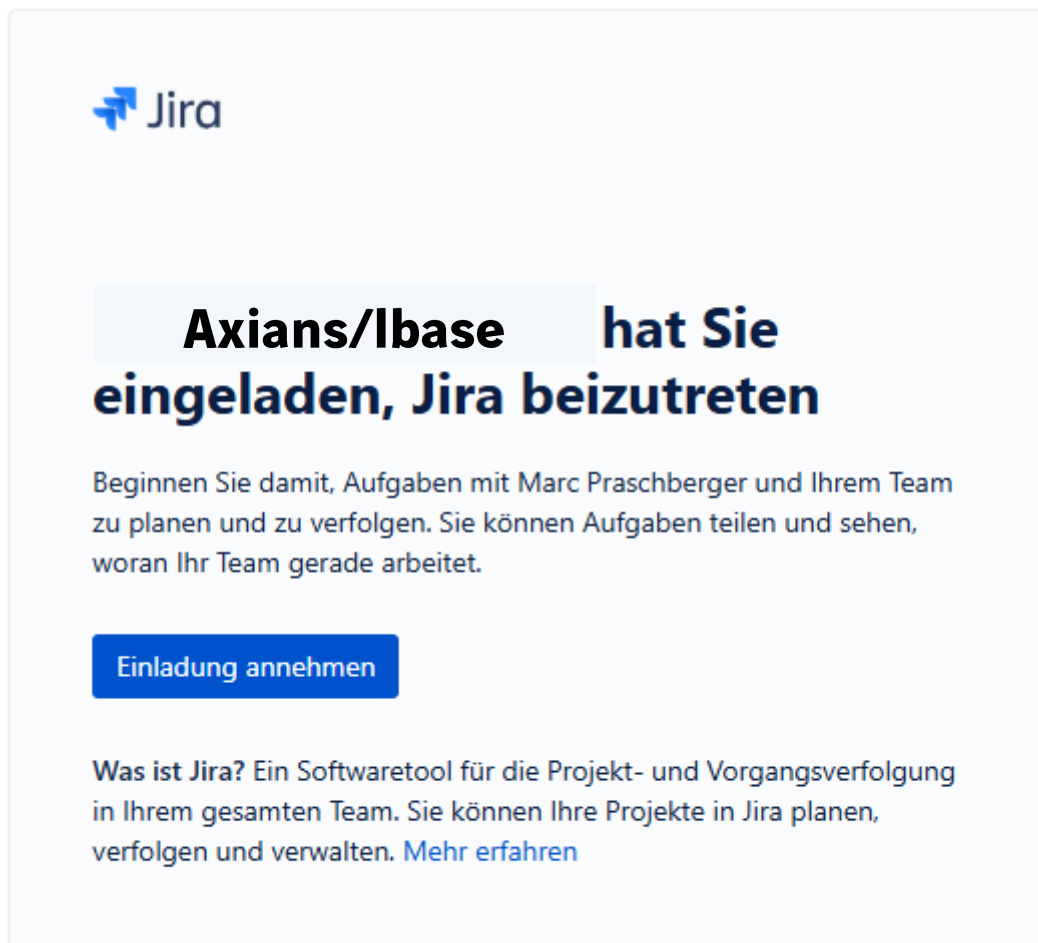 Jira
Axians/Ibase hat Sie
eingeladen, Jira beizutreten
Beginnen Sie damit, Aufgaben mit Marc Praschberger und Ihrem Team
zu planen und zu verfolgen. Sie können Aufgaben teilen und sehen,
woran Ihr Team gerade arbeitet.
Einladung annehmen
Was ist Jira? Ein Softwaretool für die Projekt- und Vorgangsverfolgung
in Ihrem gesamten Team. Sie können Ihre Projekte in Jira planen,
verfolgen und verwalten. Mehr erfahren